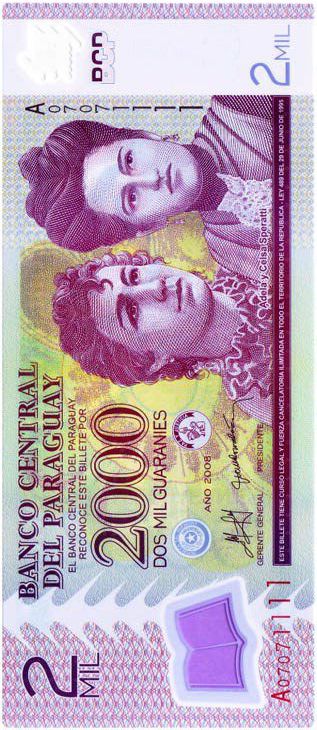 BANCO CENTRAL
DEL PARAGUAY
EL BANCO CENTRAL DEL PARAGUAY
RECONOCE ESTE BILLETE POR
2000
DOS MIL GUARANIES
AÑO 2008
GERENTE GENERAL
PRESIDENTE
ESTE BILLETE TIENE CURSO LEGAL Y FUERZA CANCELATORIA ILIMITADA EN TODO EL TERRITORIO DE LA REPUBLICA - LEY 489 DEL 29 DE JUNIO DE 1995
Adela y Celsa Speratti
A07071111
BCP
2 MIL
2
MIL
A07071111